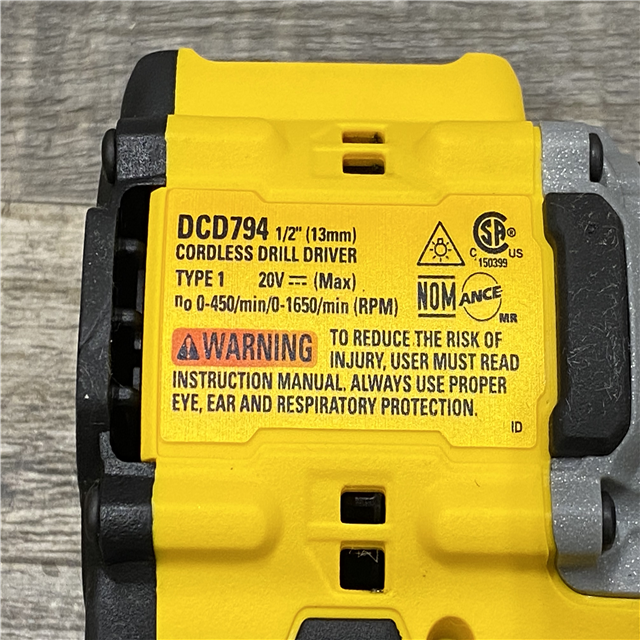 DCD794 1/2" (13mm)
CORDLESS DRILL DRIVER
TYPE 1 20V ⎓ (Max)
no 0-450/min/0-1650/min (RPM)
SA®
C US
150399
NOM ANCE
MR
WARNING TO REDUCE THE RISK OF
INJURY, USER MUST READ
INSTRUCTION MANUAL. ALWAYS USE PROPER
EYE, EAR AND RESPIRATORY PROTECTION.
ID